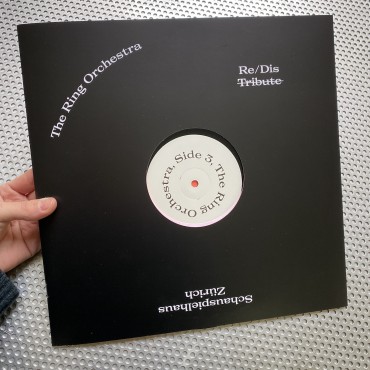 The Ring Orchestra
Re/Dis
Tribute
Side 3, The Ring Orchestra,
Schauspielhaus
Zürich